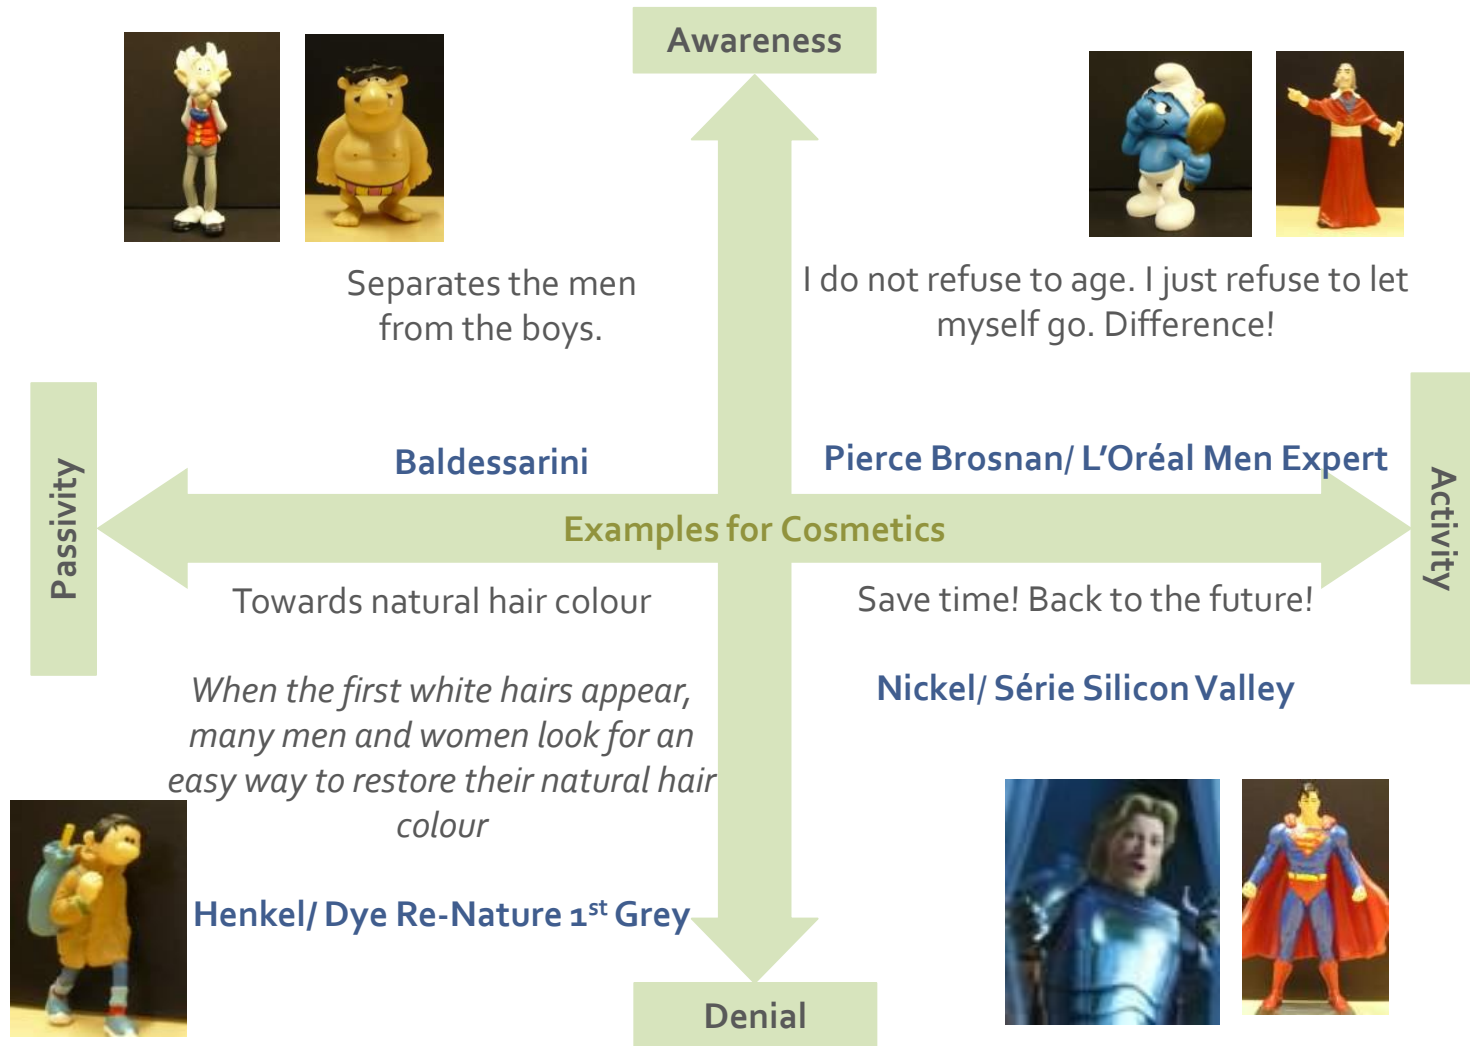 Awareness
Separates the men
from the boys.
I do not refuse to age. I just refuse to let
myself go. Difference!
Baldessarini
Pierce Brosnan/ L’Oréal Men Expert
Passivity
Activity
Examples for Cosmetics
Towards natural hair colour
When the first white hairs appear,
many men and women look for an
easy way to restore their natural hair
colour
Henkel/ Dye Re-Nature 1st Grey
Save time! Back to the future!
Nickel/ Série Silicon Valley
Denial